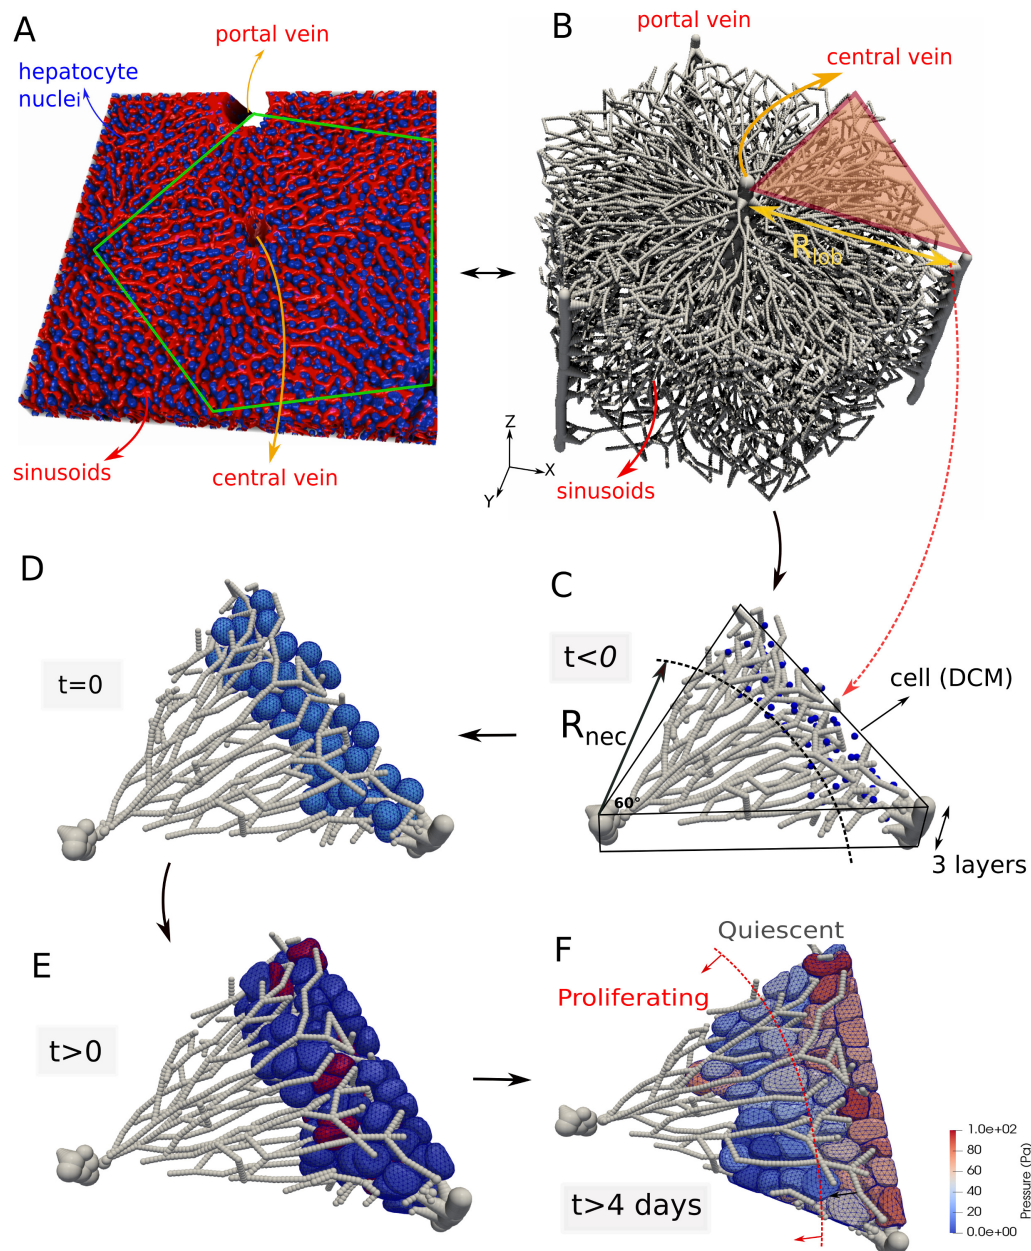 A
portal vein
hepatocyte
nuclei
sinusoids
central vein
B
portal vein
central vein
R_lob
Z
X
Y
sinusoids
D
t=0
C
t<0
R_nec
cell (DCM)
60°
3 layers
E
t>0
F
Quiescent
Proliferating
t>4 days
1.0e+02
80
60
40
20
0.0e+00
Pressure (Pa)